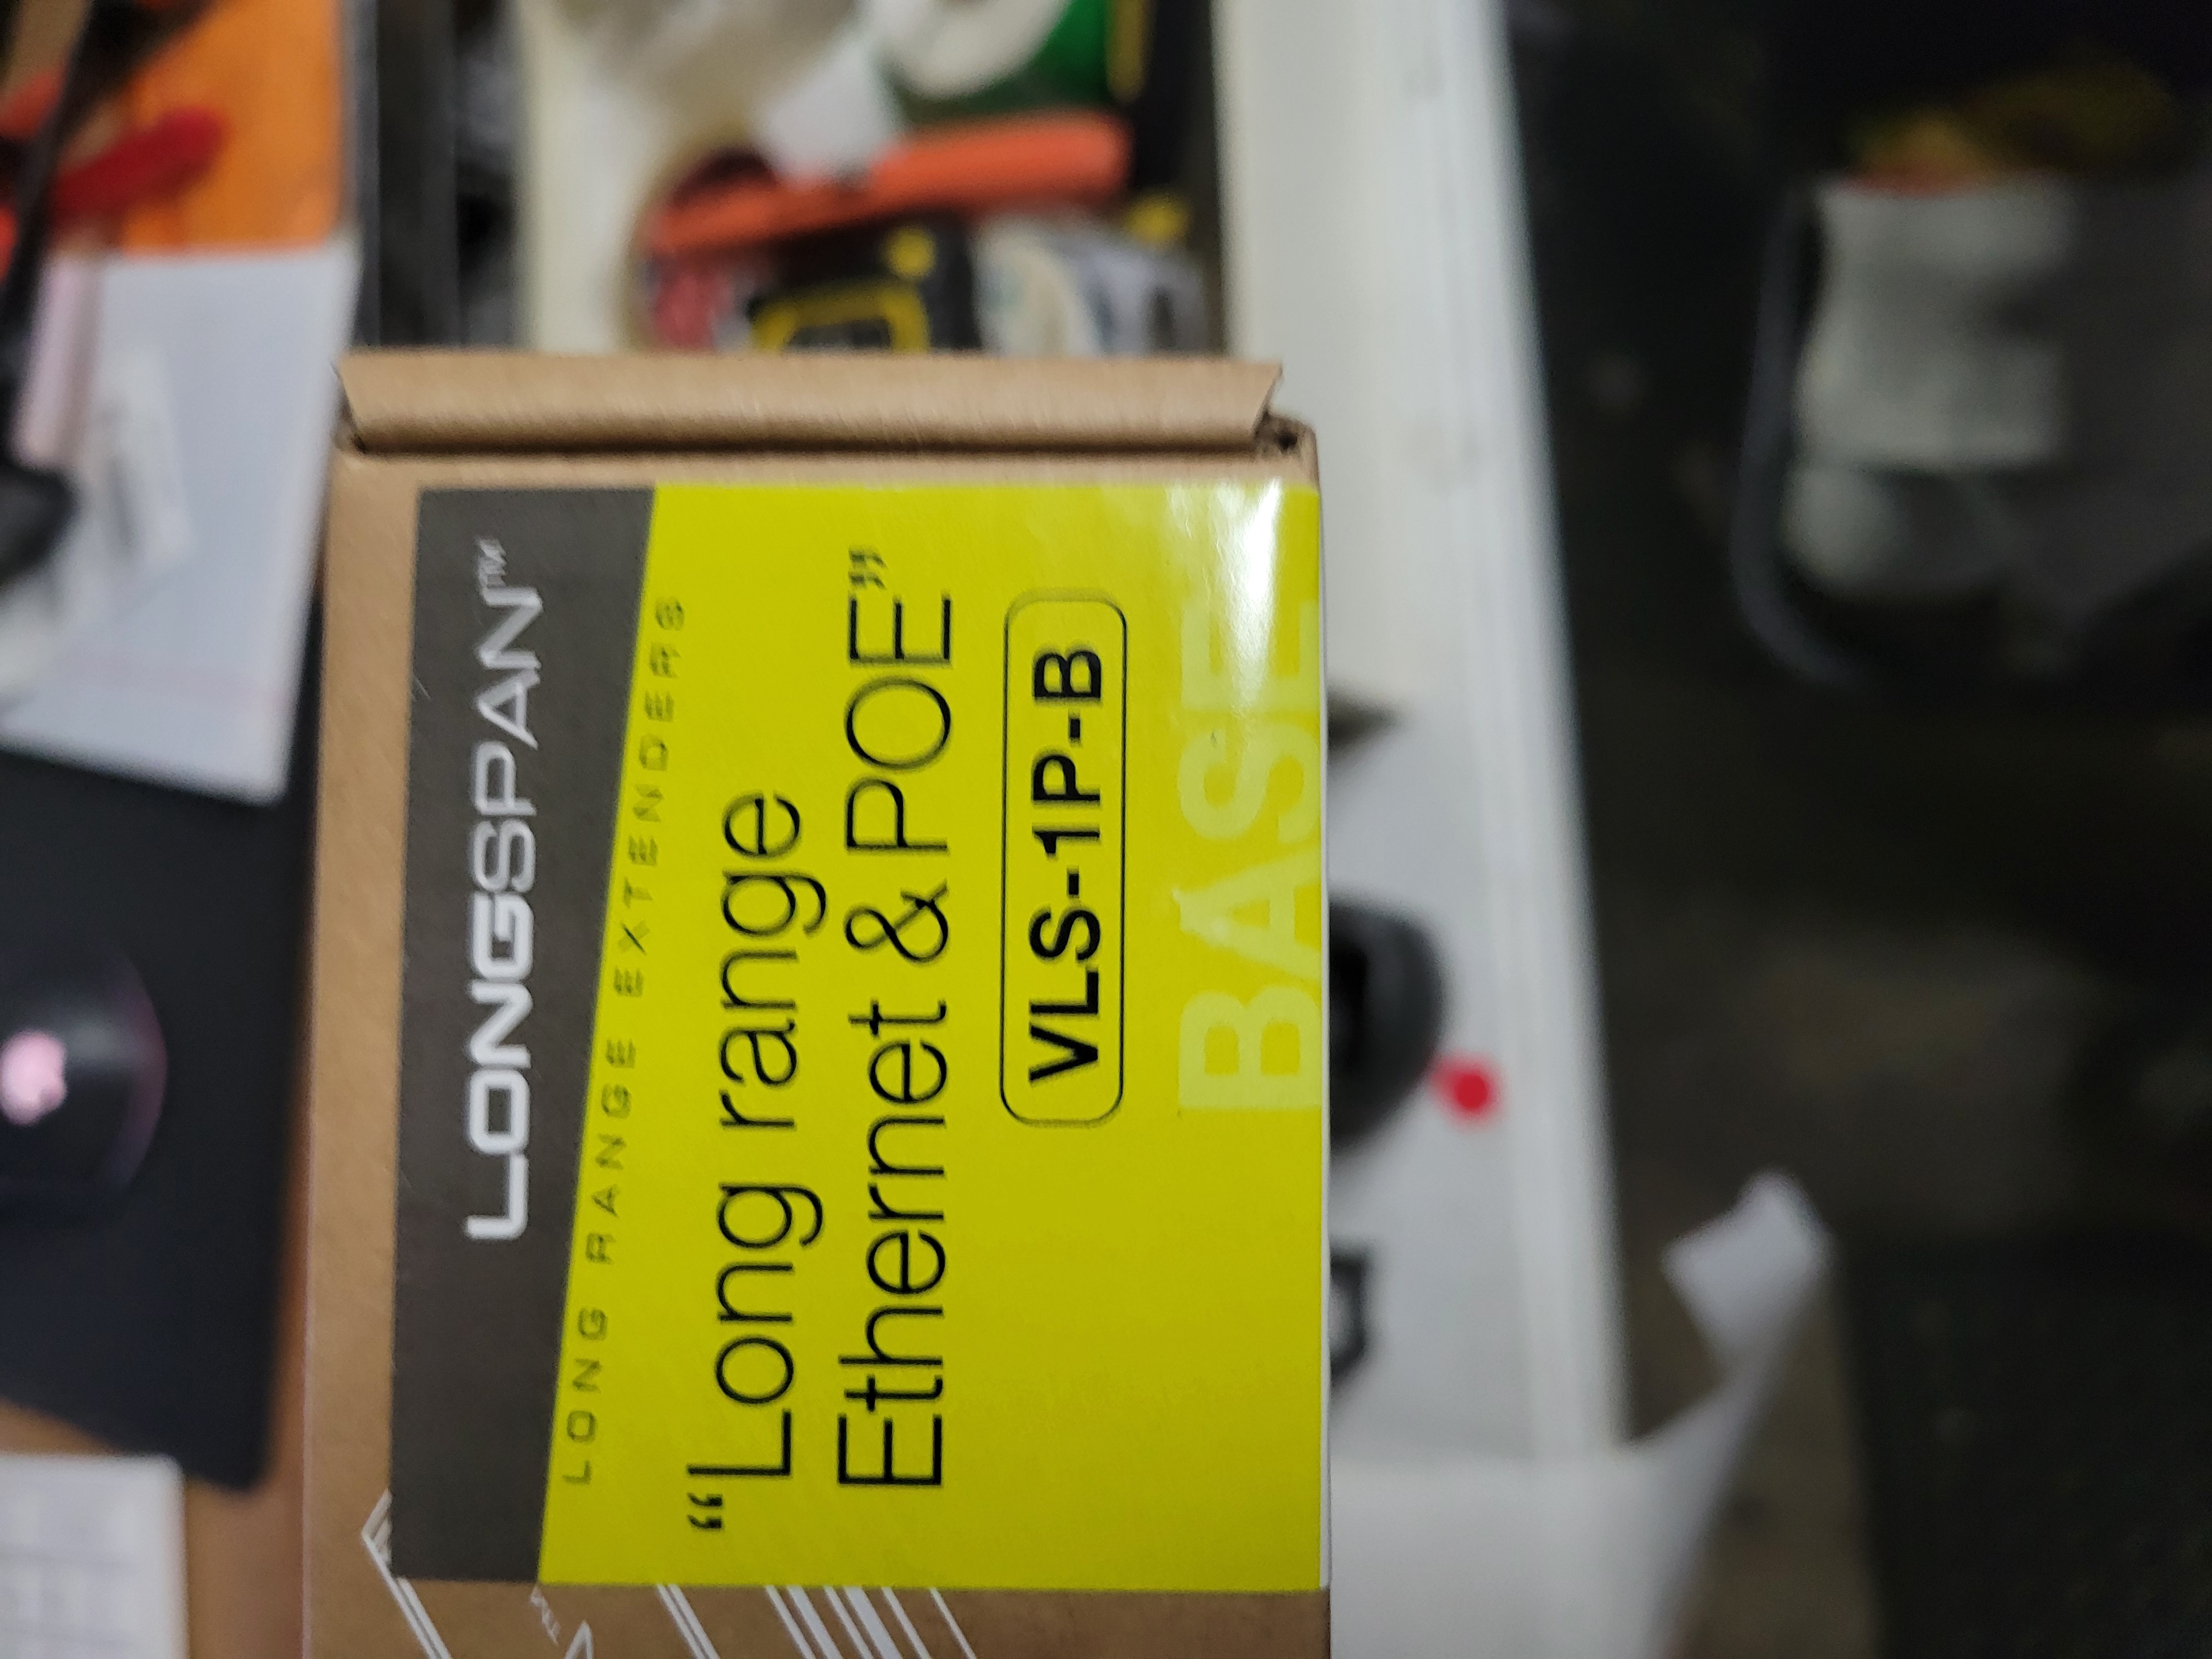 LONGSPAN™
LONG RANGE EXTENDERS
“Long range
Ethernet & POE”
VLS-1P-B
BASE